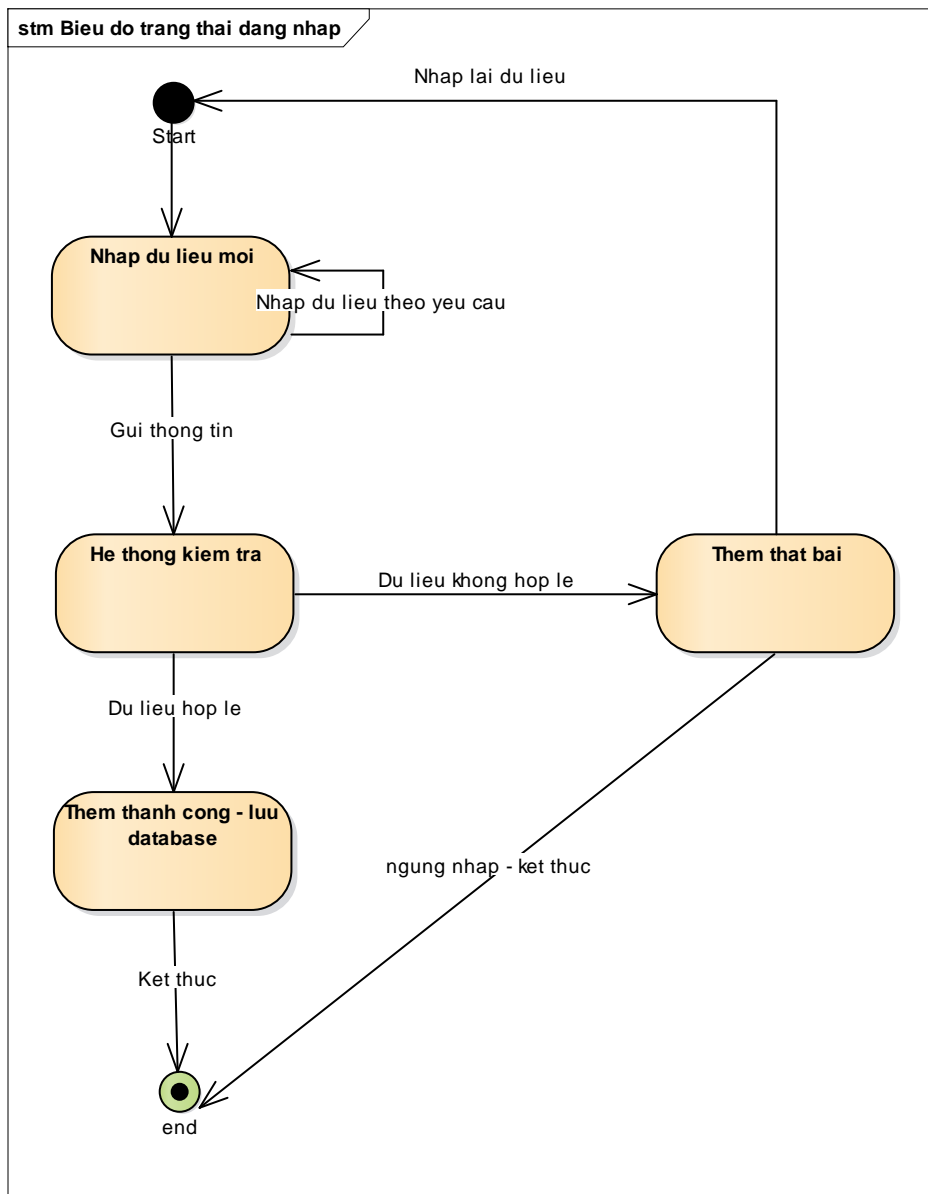 stm Bieu do trang thai dang nhap
Nhap lai du lieu
Start
Nhap du lieu moi
Nhap du lieu theo yeu cau
Gui thong tin
He thong kiem tra
Du lieu khong hop le
Them that bai
Du lieu hop le
Them thanh cong - luu
database
ngung nhap - ket thuc
Ket thuc
end